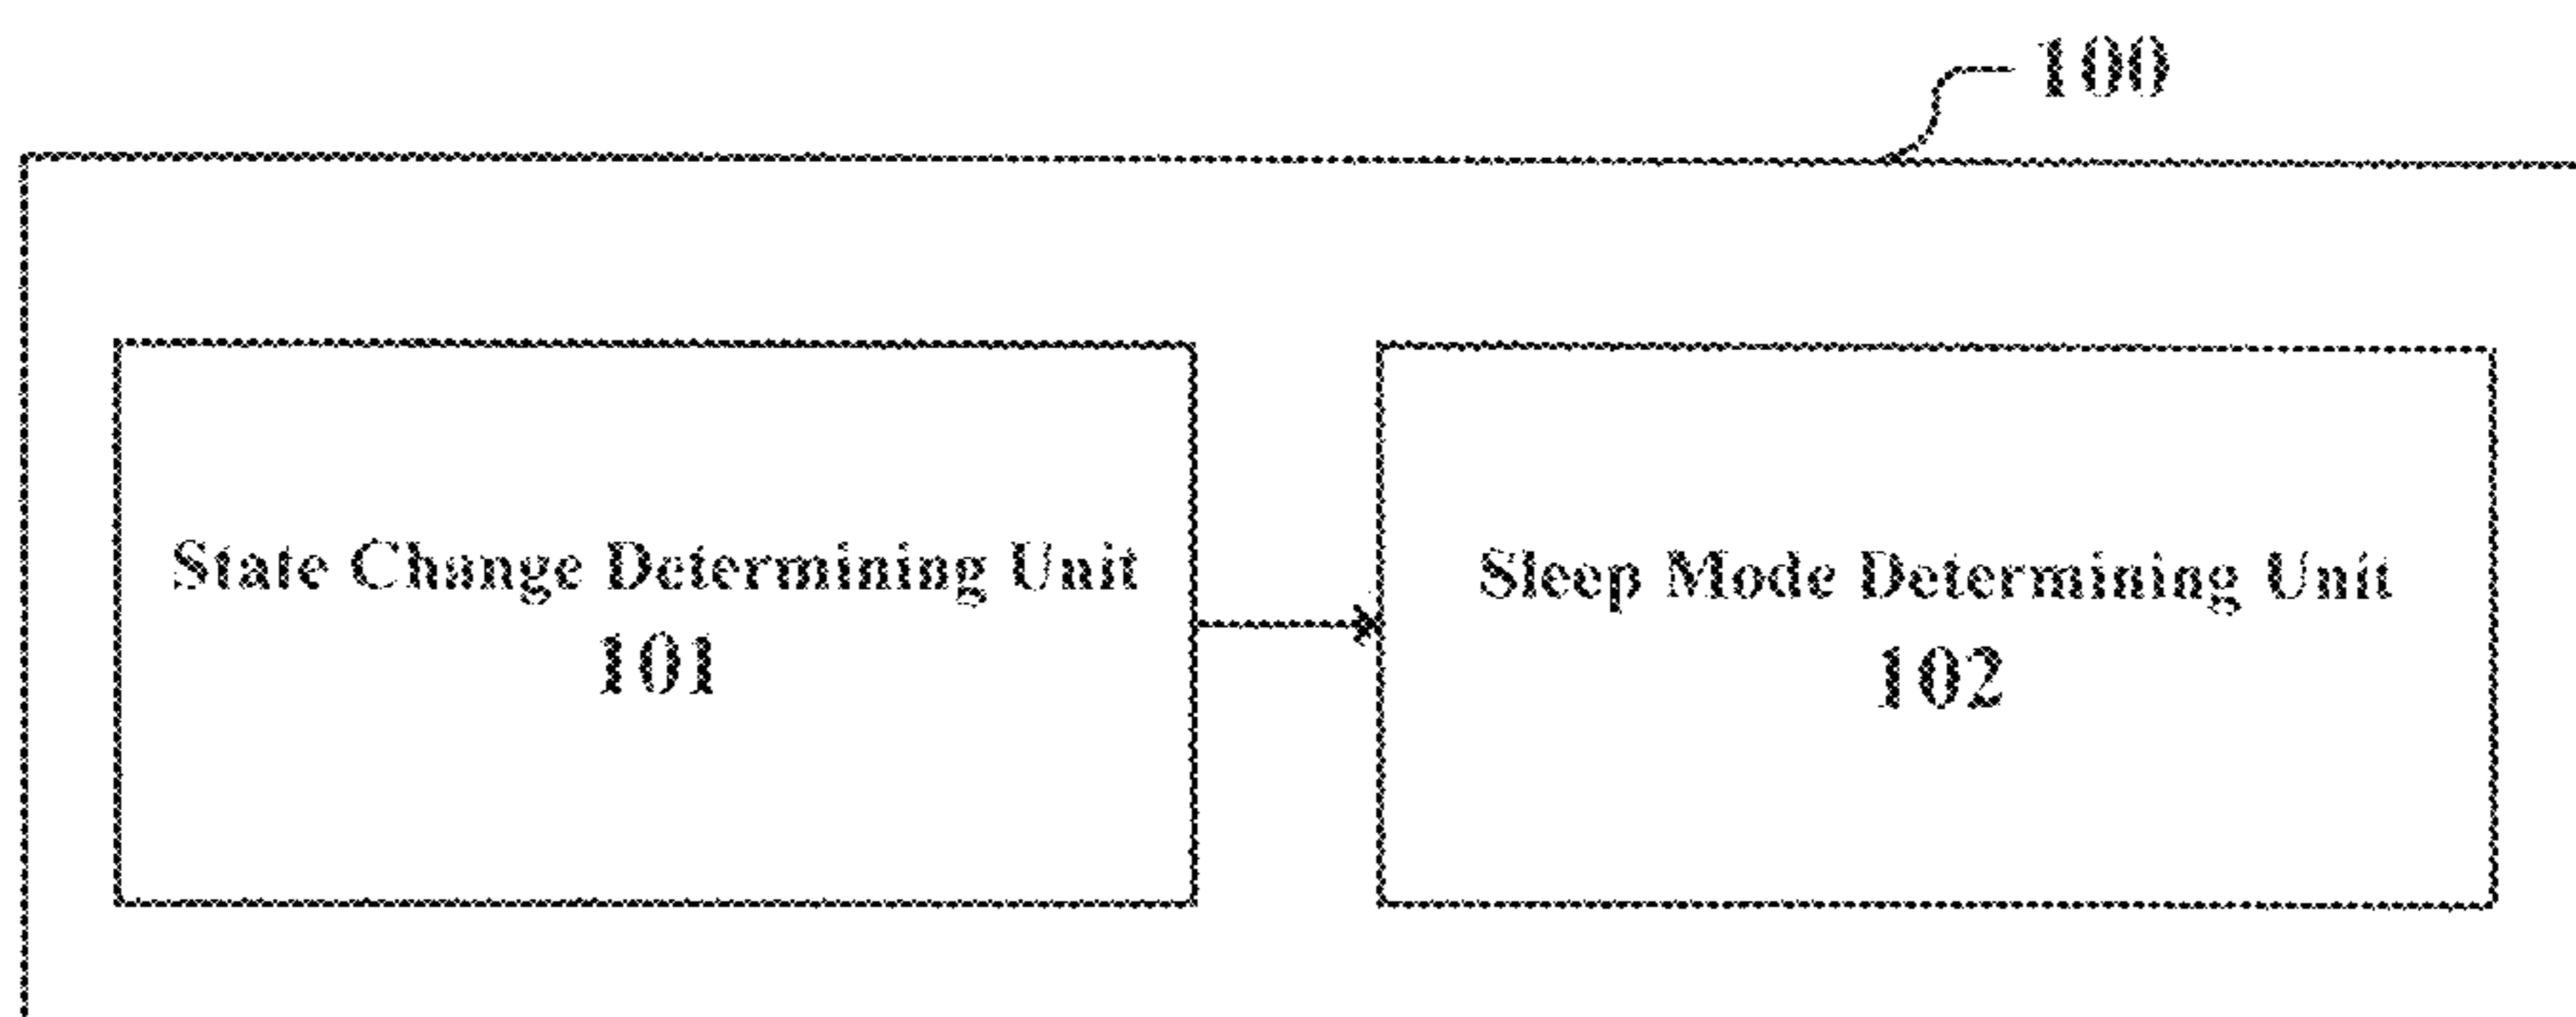 100
State Change Determining Unit
101
Sleep Mode Determining Unit
102